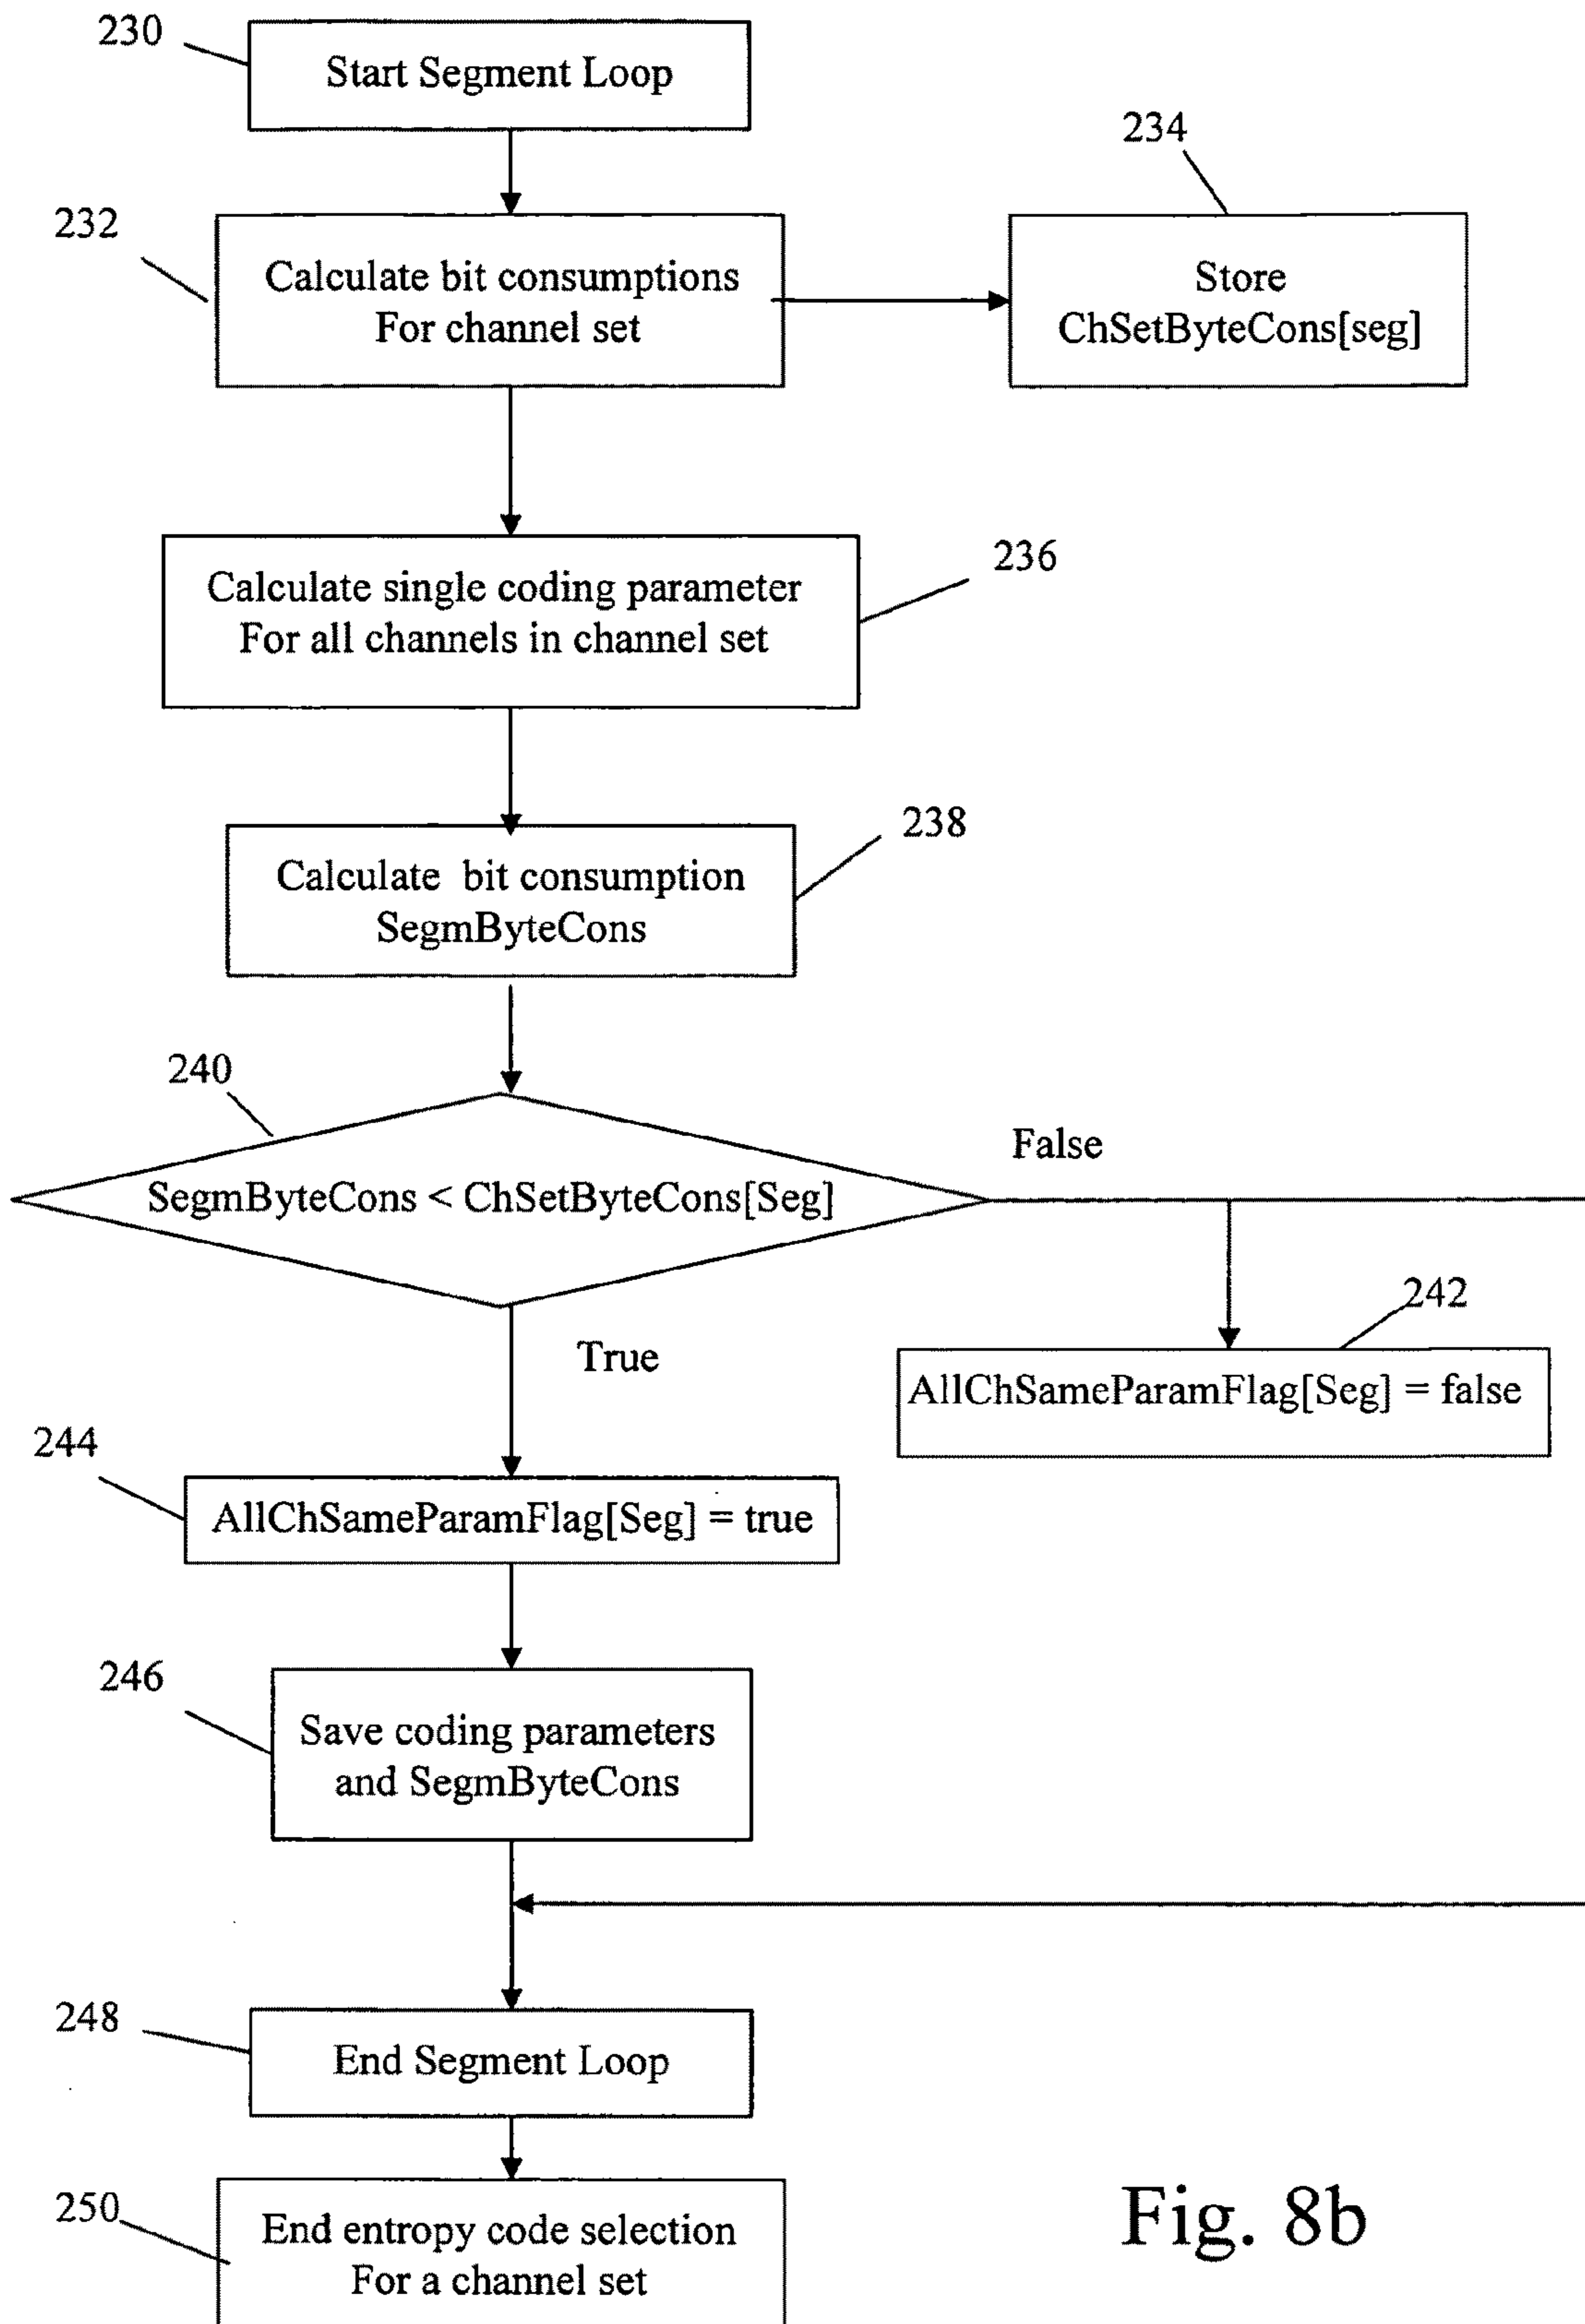 230
Start Segment Loop
234
232
Calculate bit consumptions
For channel set
Store
ChSetByteCons[seg]
236
Calculate single coding parameter
For all channels in channel set
238
Calculate bit consumption
SegmByteCons
240
False
SegmByteCons < ChSetByteCons[Seg]
242
True
AllChSameParamFlag[Seg] = false
244
AllChSameParamFlag[Seg] = true
246
Save coding parameters
and SegmByteCons
248
End Segment Loop
250
End entropy code selection
For a channel set
Fig. 8b